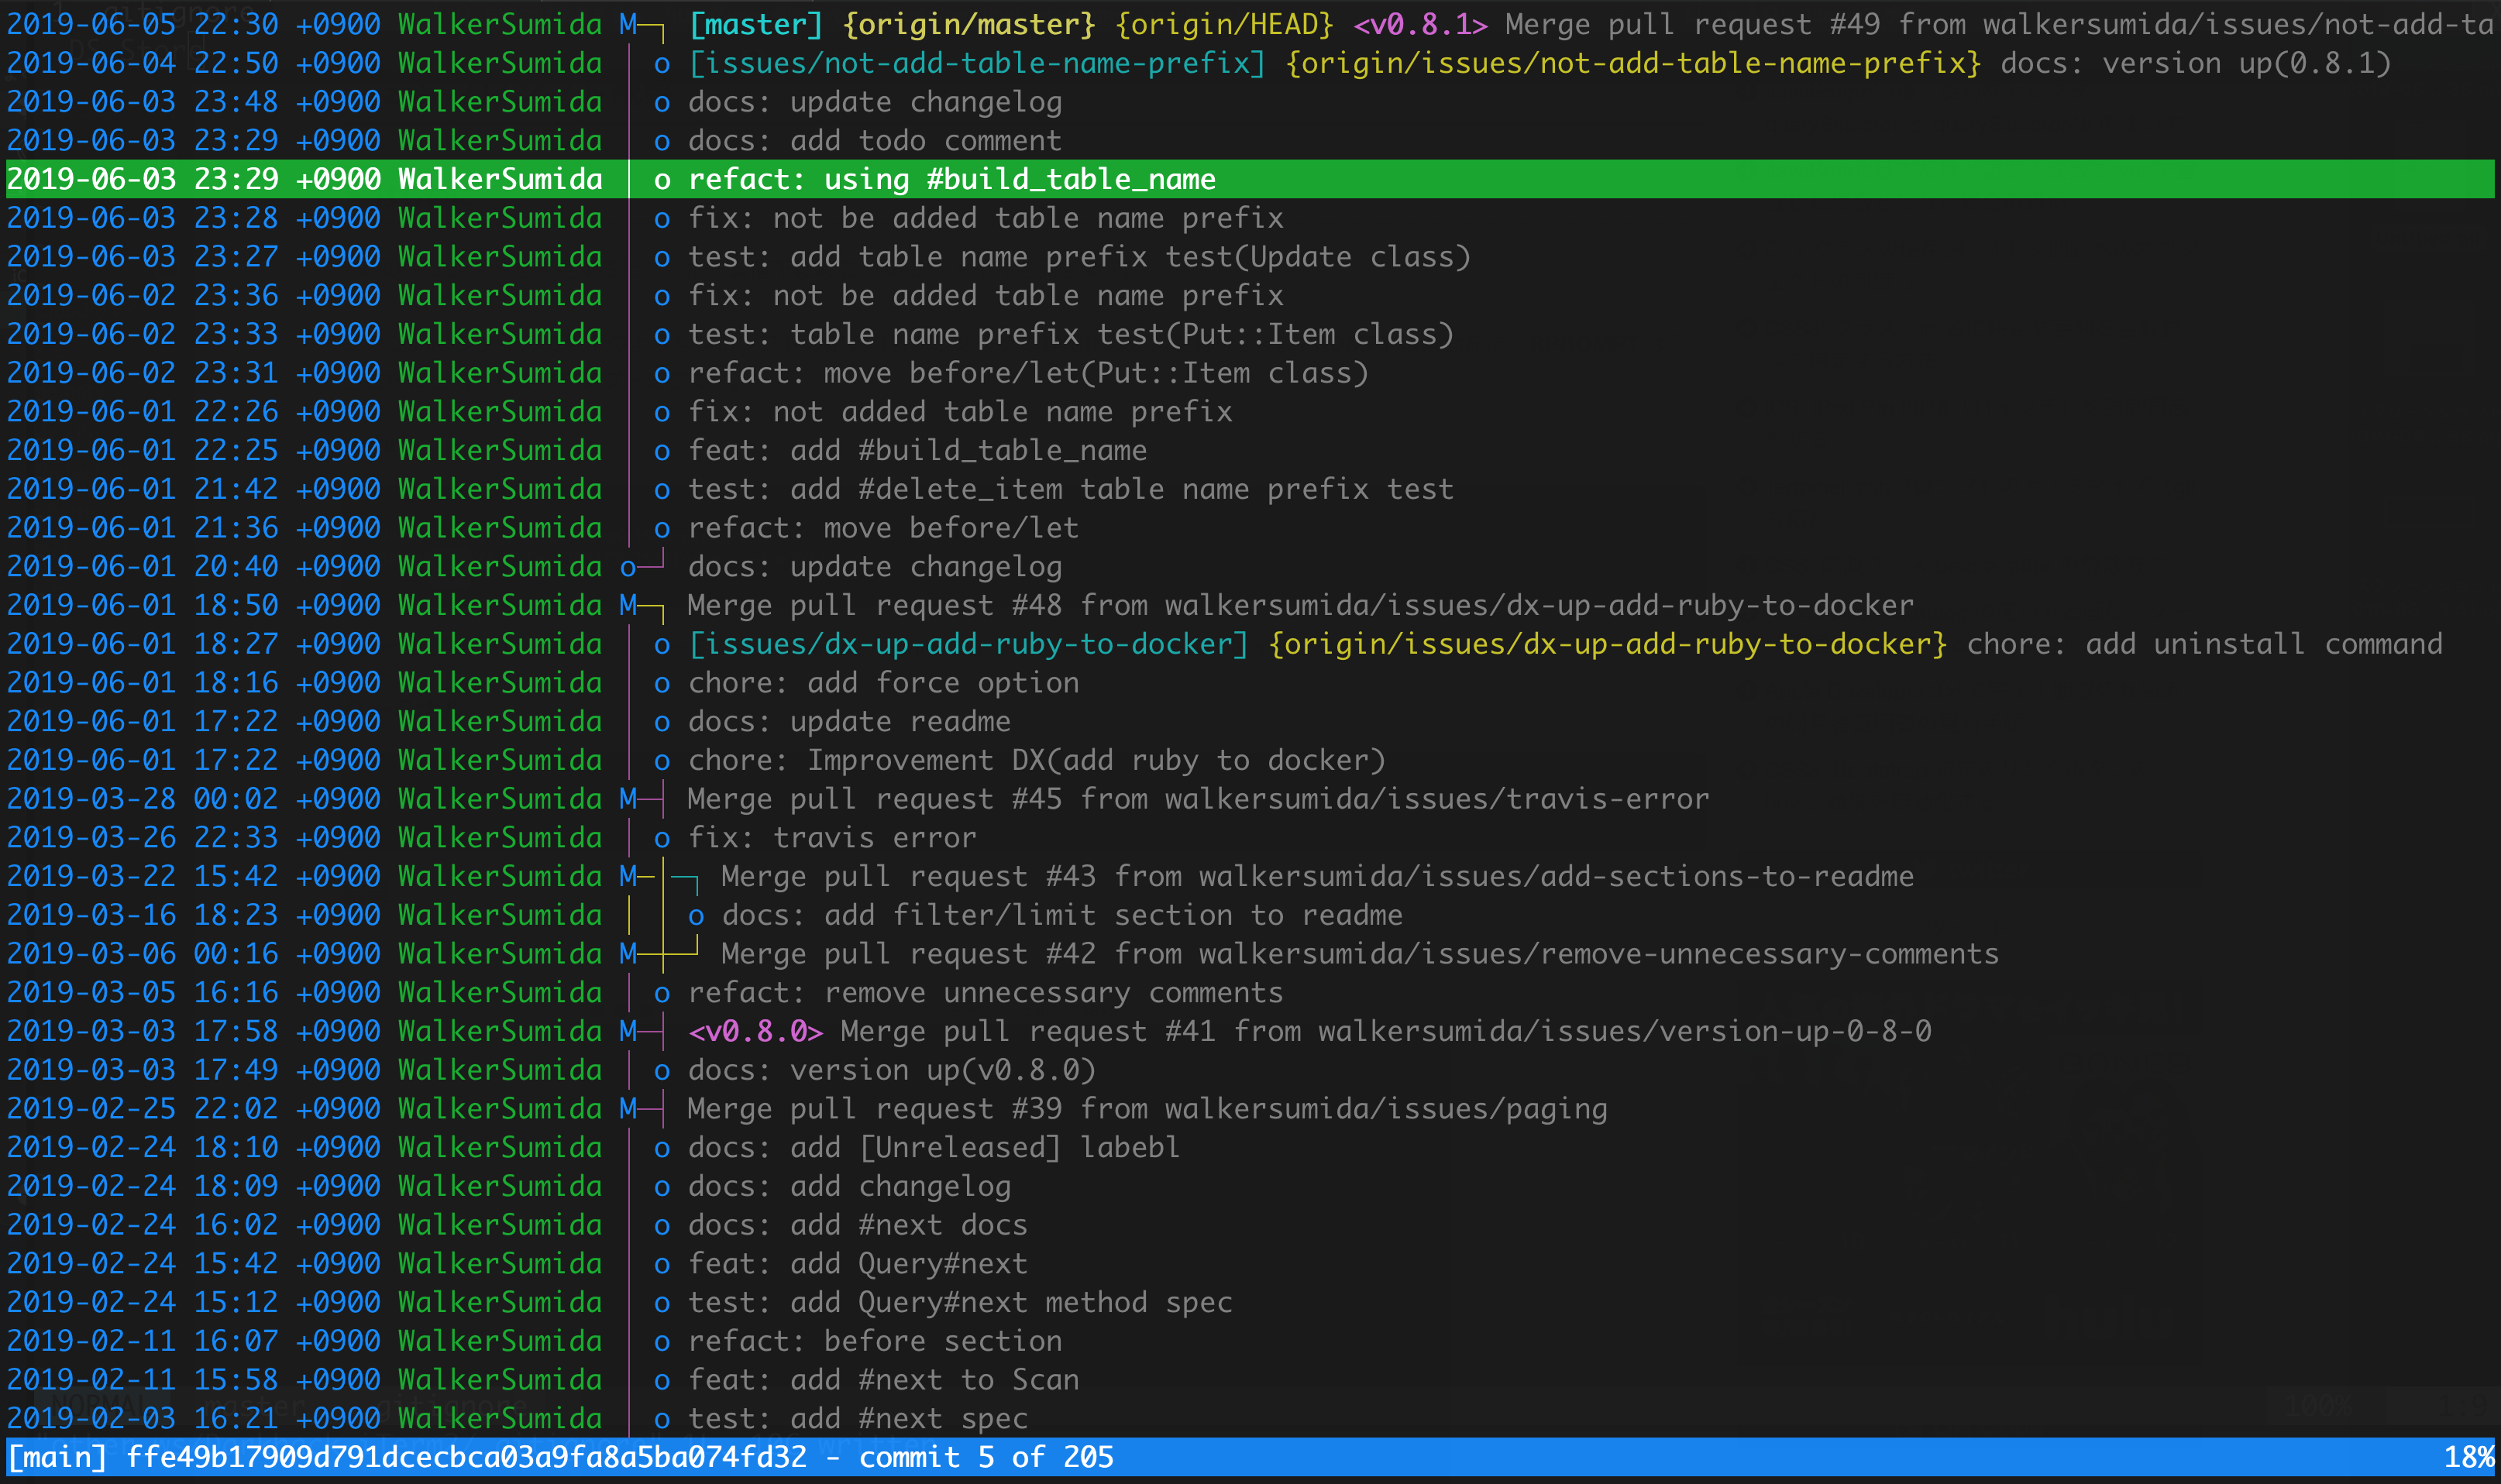 2019-06-05 22:30 +0900 WalkerSumida M [master] {origin/master} {origin/HEAD} <v0.8.1> Merge pull request #49 from walkersumida/issues/not-add-ta
2019-06-04 22:50 +0900 WalkerSumida o [issues/not-add-table-name-prefix] {origin/issues/not-add-table-name-prefix} docs: version up(0.8.1)
2019-06-03 23:48 +0900 WalkerSumida o docs: update changelog
2019-06-03 23:29 +0900 WalkerSumida o docs: add todo comment
2019-06-03 23:29 +0900 WalkerSumida o refact: using #build_table_name
2019-06-03 23:28 +0900 WalkerSumida o fix: not be added table name prefix
2019-06-03 23:27 +0900 WalkerSumida o test: add table name prefix test(Update class)
2019-06-02 23:36 +0900 WalkerSumida o fix: not be added table name prefix
2019-06-02 23:33 +0900 WalkerSumida o test: table name prefix test(Put::Item class)
2019-06-02 23:31 +0900 WalkerSumida o refact: move before/let(Put::Item class)
2019-06-01 22:26 +0900 WalkerSumida o fix: not added table name prefix
2019-06-01 22:25 +0900 WalkerSumida o feat: add #build_table_name
2019-06-01 21:42 +0900 WalkerSumida o test: add #delete_item table name prefix test
2019-06-01 21:36 +0900 WalkerSumida o refact: move before/let
2019-06-01 20:40 +0900 WalkerSumida o docs: update changelog
2019-06-01 18:50 +0900 WalkerSumida M Merge pull request #48 from walkersumida/issues/dx-up-add-ruby-to-docker
2019-06-01 18:27 +0900 WalkerSumida o [issues/dx-up-add-ruby-to-docker] {origin/issues/dx-up-add-ruby-to-docker} chore: add uninstall command
2019-06-01 18:16 +0900 WalkerSumida o chore: add force option
2019-06-01 17:22 +0900 WalkerSumida o docs: update readme
2019-06-01 17:22 +0900 WalkerSumida o chore: Improvement DX(add ruby to docker)
2019-03-28 00:02 +0900 WalkerSumida M Merge pull request #45 from walkersumida/issues/travis-error
2019-03-26 22:33 +0900 WalkerSumida o fix: travis error
2019-03-22 15:42 +0900 WalkerSumida M Merge pull request #43 from walkersumida/issues/add-sections-to-readme
2019-03-16 18:23 +0900 WalkerSumida o docs: add filter/limit section to readme
2019-03-06 00:16 +0900 WalkerSumida M Merge pull request #42 from walkersumida/issues/remove-unnecessary-comments
2019-03-05 16:16 +0900 WalkerSumida o refact: remove unnecessary comments
2019-03-03 17:58 +0900 WalkerSumida M <v0.8.0> Merge pull request #41 from walkersumida/issues/version-up-0-8-0
2019-03-03 17:49 +0900 WalkerSumida o docs: version up(v0.8.0)
2019-02-25 22:02 +0900 WalkerSumida M Merge pull request #39 from walkersumida/issues/paging
2019-02-24 18:10 +0900 WalkerSumida o docs: add [Unreleased] labebl
2019-02-24 18:09 +0900 WalkerSumida o docs: add changelog
2019-02-24 16:02 +0900 WalkerSumida o docs: add #next docs
2019-02-24 15:42 +0900 WalkerSumida o feat: add Query#next
2019-02-24 15:12 +0900 WalkerSumida o test: add Query#next method spec
2019-02-11 16:07 +0900 WalkerSumida o refact: before section
2019-02-11 15:58 +0900 WalkerSumida o feat: add #next to Scan
2019-02-03 16:21 +0900 WalkerSumida o test: add #next spec
[main] ffe49b17909d791dcecbca03a9fa8a5ba074fd32 - commit 5 of 205 18%